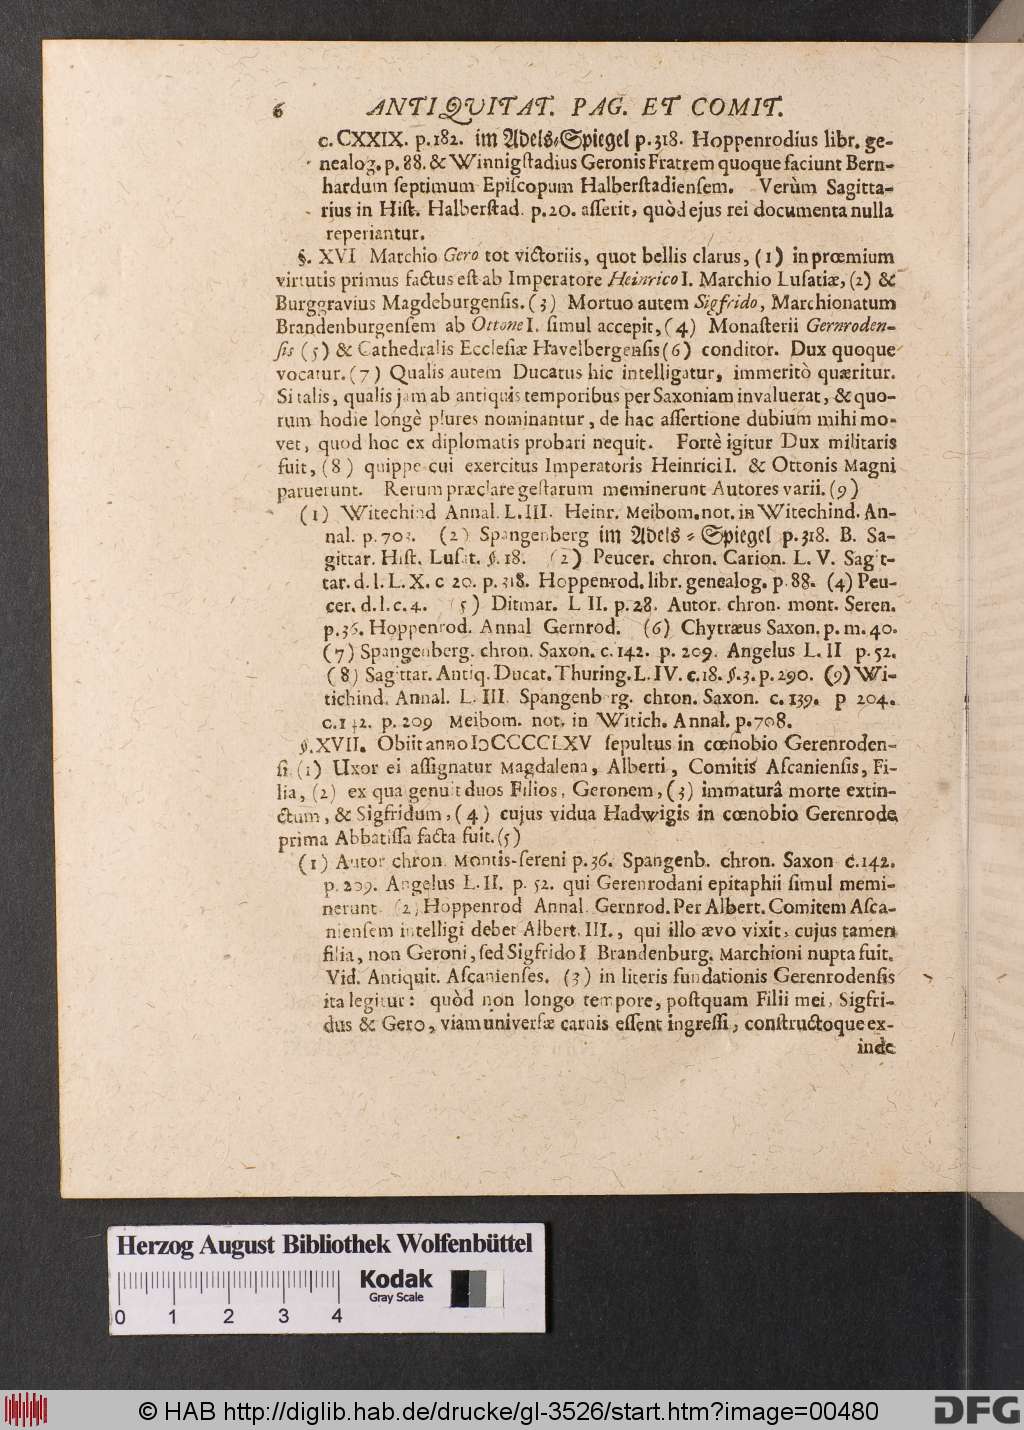 6 ANTIQVITAT. PAG. ET COMIT.
c. CXXIX. p. 182. im Adels-Spiegel p. 318. Hoppenrodius libr. ge-
nealog. p. 88. & Winnigſtadius Geronis Fratrem quoque faciunt Bern-
hardum ſeptimum Epiſcopum Halberſtadienſem. Verùm Sagitta-
rius in Hiſt. Halberſtad. p. 20. aſſerit, quòd ejus rei documenta nulla
reperiantur.
§. XVI Marchio Gero tot victoriis, quot bellis clarus, (1) in prœmium
virtutis primus factus eſt ab Imperatore Heinrico I. Marchio Luſatiæ, (2) &
Burggravius Magdeburgenſis. (3) Mortuo autem Sigfrido, Marchionatum
Brandenburgenſem ab Ottone I. ſimul accepit, (4) Monaſterii Gernroden-
ſis (5) & Cathedralis Eccleſiæ Havelbergenſis (6) conditor. Dux quoque
vocatur. (7) Qualis autem Ducatus hic intelligatur, immeritò quæritur.
Si talis, qualis jam ab antiquis temporibus per Saxoniam invaluerat, & quo-
rum hodie longè plures nominantur, de hac aſſertione dubium mihi mo-
vet, quod hoc ex diplomatis probari nequit. Fortè igitur Dux militaris
fuit, (8) quippe cui exercitus Imperatoris Heinrici I. & Ottonis Magni
paruerunt. Rerum præclare geſtarum meminerunt Autores varii. (9)
(1) Witechind Annal. L. III. Heinr. Meibom. not. in Witechind. An-
nal. p. 703. (2) Spangenberg im Adels-Spiegel p. 318. B. Sa-
gittar. Hiſt. Luſat. §. 18. (2) Peucer. chron. Carion. L. V. Sagit-
tar. d. l. L. X. c 20. p. 318. Hoppenrod. libr. genealog. p. 88. (4) Peu-
cer. d. l. c. 4. (5) Ditmar. L II. p. 28. Autor. chron. mont. Seren.
p. 36. Hoppenrod. Annal Gernrod. (6) Chytræus Saxon. p. m. 40.
(7) Spangenberg. chron. Saxon. c. 142. p. 209. Angelus L. II p. 52.
(8) Sagittar. Antiq. Ducat. Thuring. L. IV. c. 18. §. 3. p. 290. (9) Wi-
tichind. Annal. L. III. Spangenberg. chron. Saxon. c. 139. p 204.
c. 142. p. 209 Meibom. not. in Witich. Annal. p. 708.
§. XVII. Obiit anno IↃCCCCLXV ſepultus in cœnobio Gerenroden-
ſi (1) Uxor ei aſſignatur Magdalena, Alberti, Comitis Aſcanienſis, Fi-
lia, (2) ex qua genuit duos Filios, Geronem, (3) immaturâ morte extin-
ctum, & Sigfridum, (4) cujus vidua Hadwigis in cœnobio Gerenrode
prima Abbatiſſa facta fuit. (5)
(1) Autor chron. Montis-ſereni p. 36. Spangenb. chron. Saxon c. 142.
p. 209. Angelus L. II. p. 52. qui Gerenrodani epitaphii ſimul memi-
nerunt. (2) Hoppenrod Annal. Gernrod. Per Albert. Comitem Aſca-
nienſem intelligi debet Albert. III., qui illo ævo vixit, cujus tamen
filia, non Geroni, ſed Sigfrido I Brandenburg. Marchioni nupta fuit.
Vid. Antiquit. Aſcanienſes. (3) in literis fundationis Gerenrodenſis
ita legitur: quòd non longo tempore, poſtquam Filii mei, Sigfri-
dus & Gero, viam univerſæ carnis eſſent ingreſſi, conſtructoque ex-
inde
Herzog August Bibliothek Wolfenbüttel
Kodak
Gray Scale
0 1 2 3 4
© HAB http://diglib.hab.de/drucke/gl-3526/start.htm?image=00480
DFG